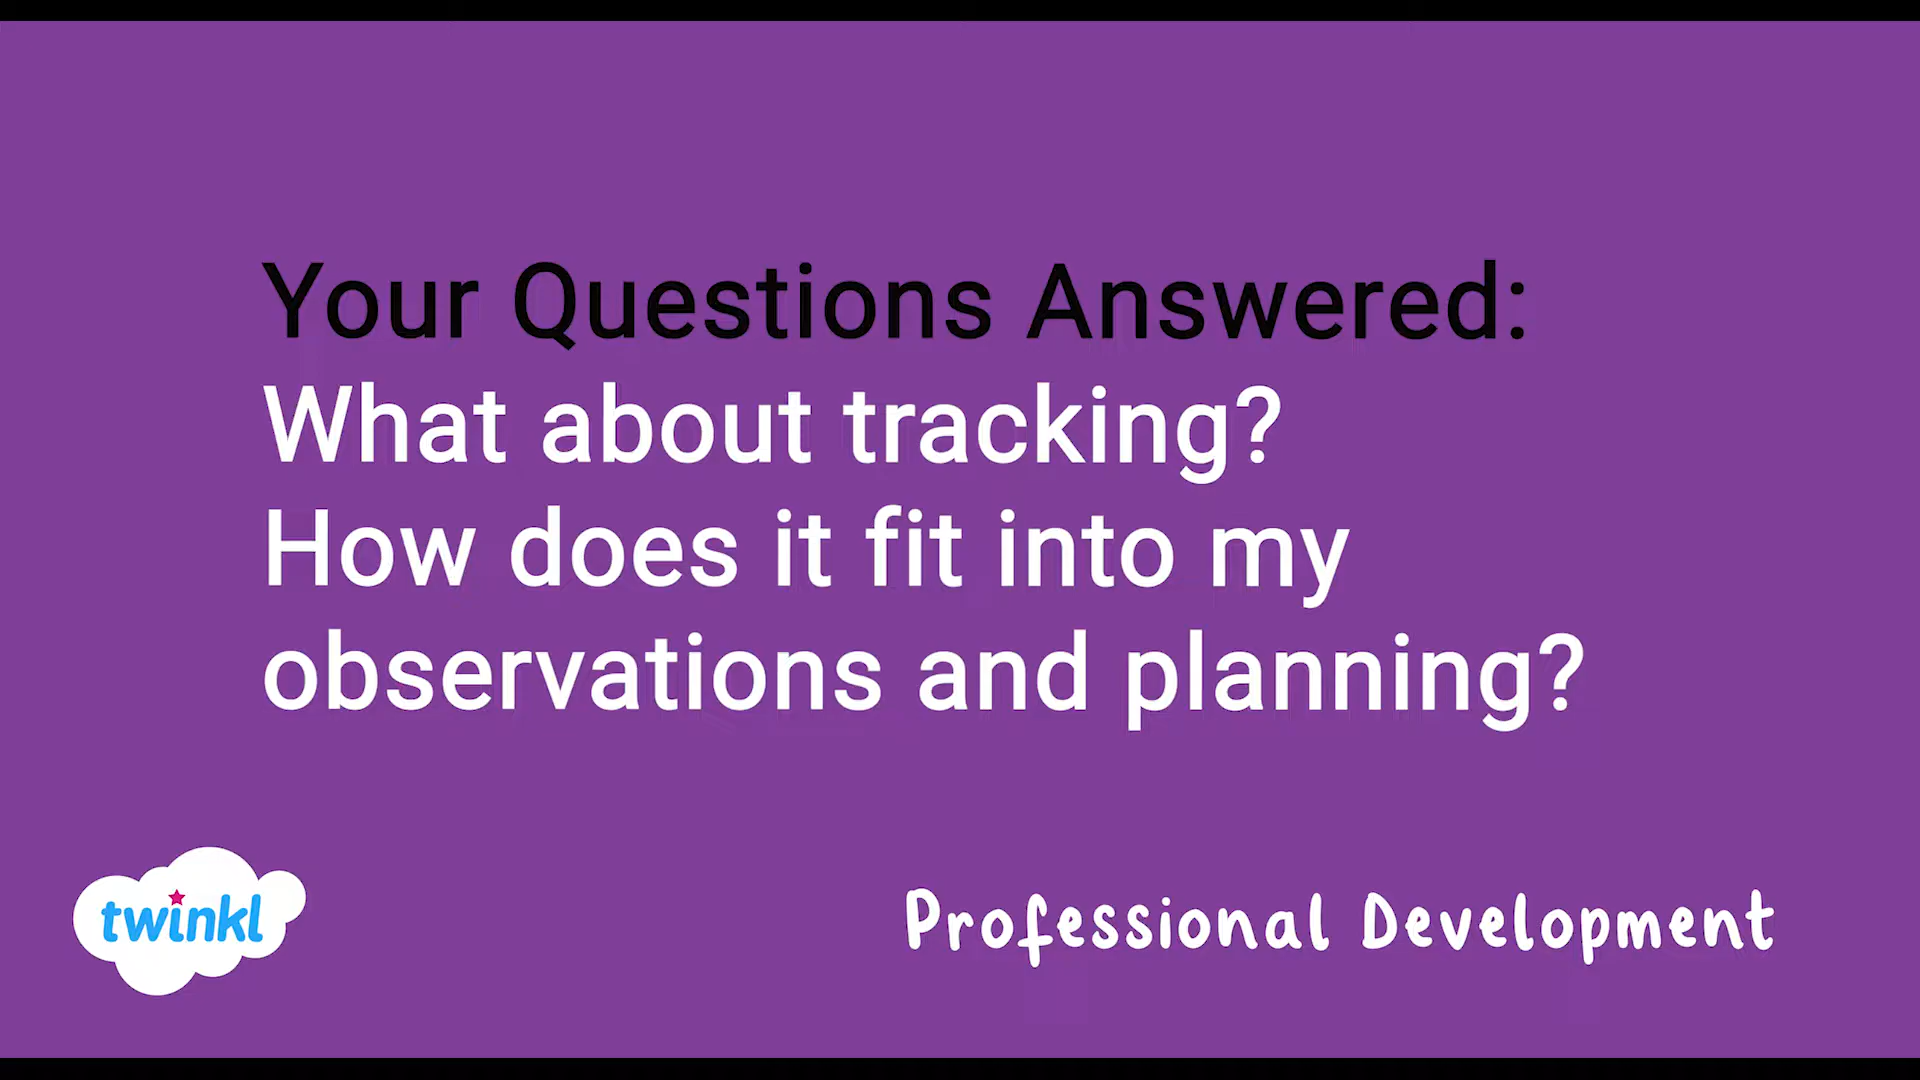 Your Questions Answered:
What about tracking?
How does it fit into my
observations and planning?
twinkl
Professional Development